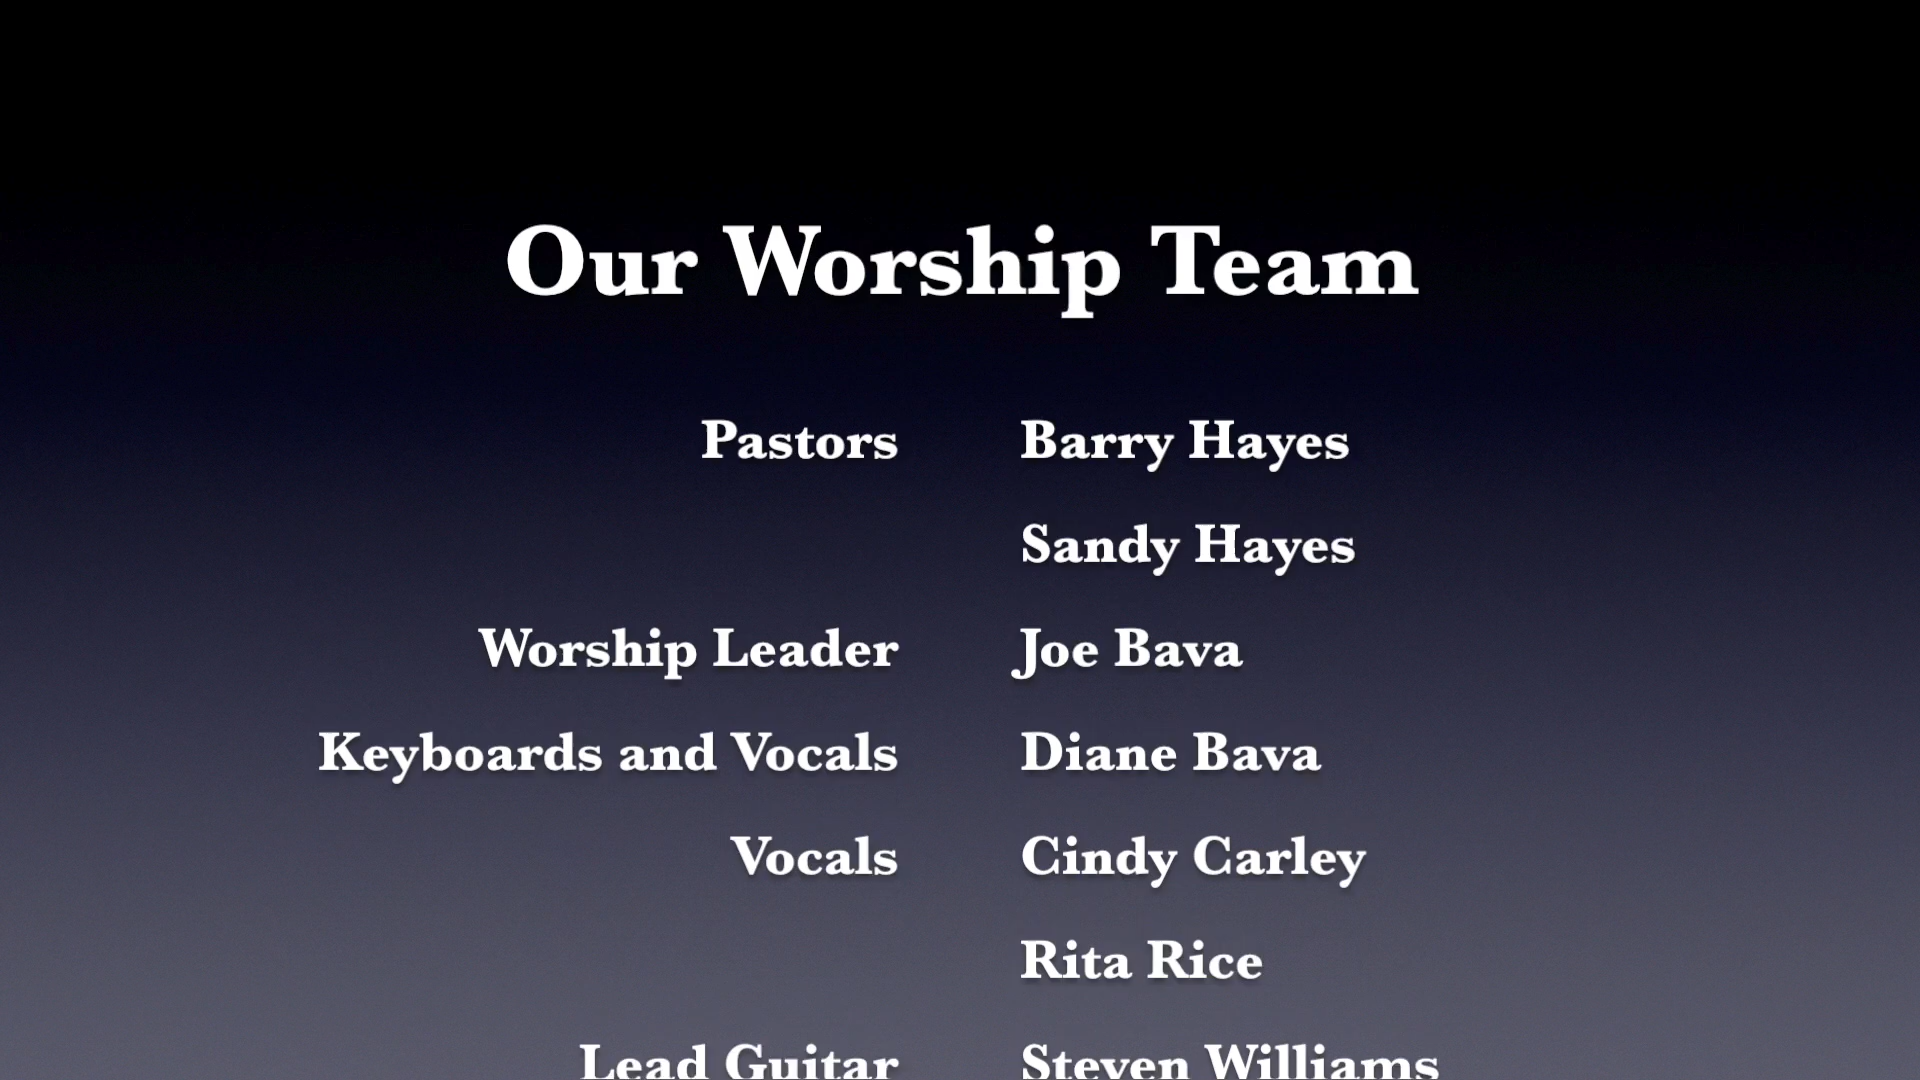 Our Worship Team
Pastors Barry Hayes
Sandy Hayes
Worship Leader Joe Bava
Keyboards and Vocals Diane Bava
Vocals Cindy Carley
Rita Rice
Lead Guitar Steven Williams